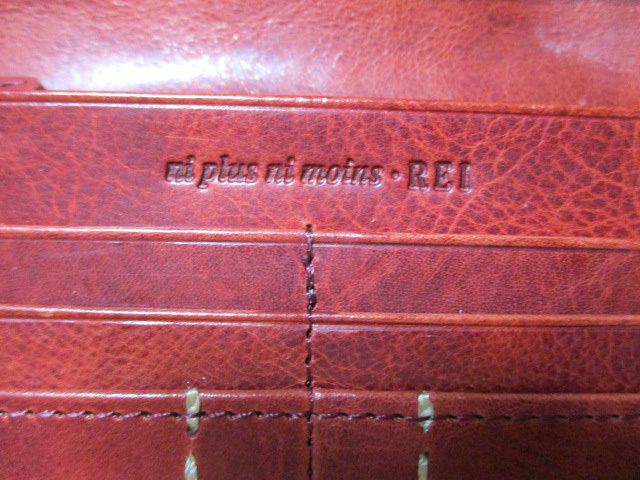 ni plus ni moins · REI